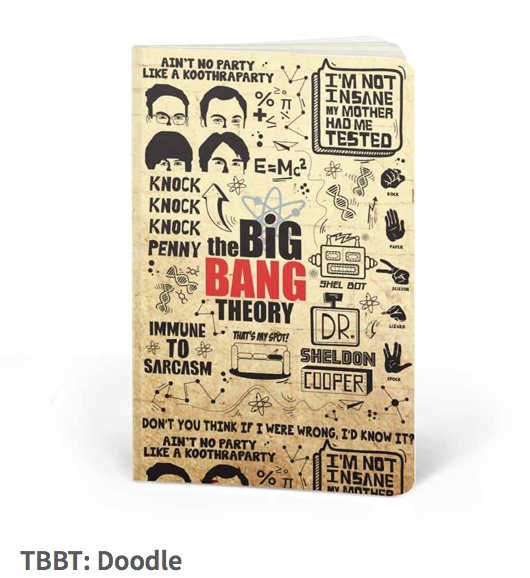 AIN'T NO PARTY
LIKE A KOOTHRAPARTY
I'M NOT
INSANE
MY MOTHER
HAD ME
TESTED
% π
+ ≤
E=MC²
KNOCK
KNOCK
KNOCK
PENNY
the BIG
BANG
THEORY
ROCK
PAPER
SCISSOR
LIZARD
SPOCK
SHEL BOT
DR.
SHELDON
COOPER
IMMUNE
TO
SARCASM
THAT'S MY SPOT!
DON'T YOU THINK IF I WERE WRONG, I'D KNOW IT?
AIN'T NO PARTY
LIKE A KOOTHRAPARTY
I'M NOT
INSANE
MY MOTHER
% π
TBBT: Doodle